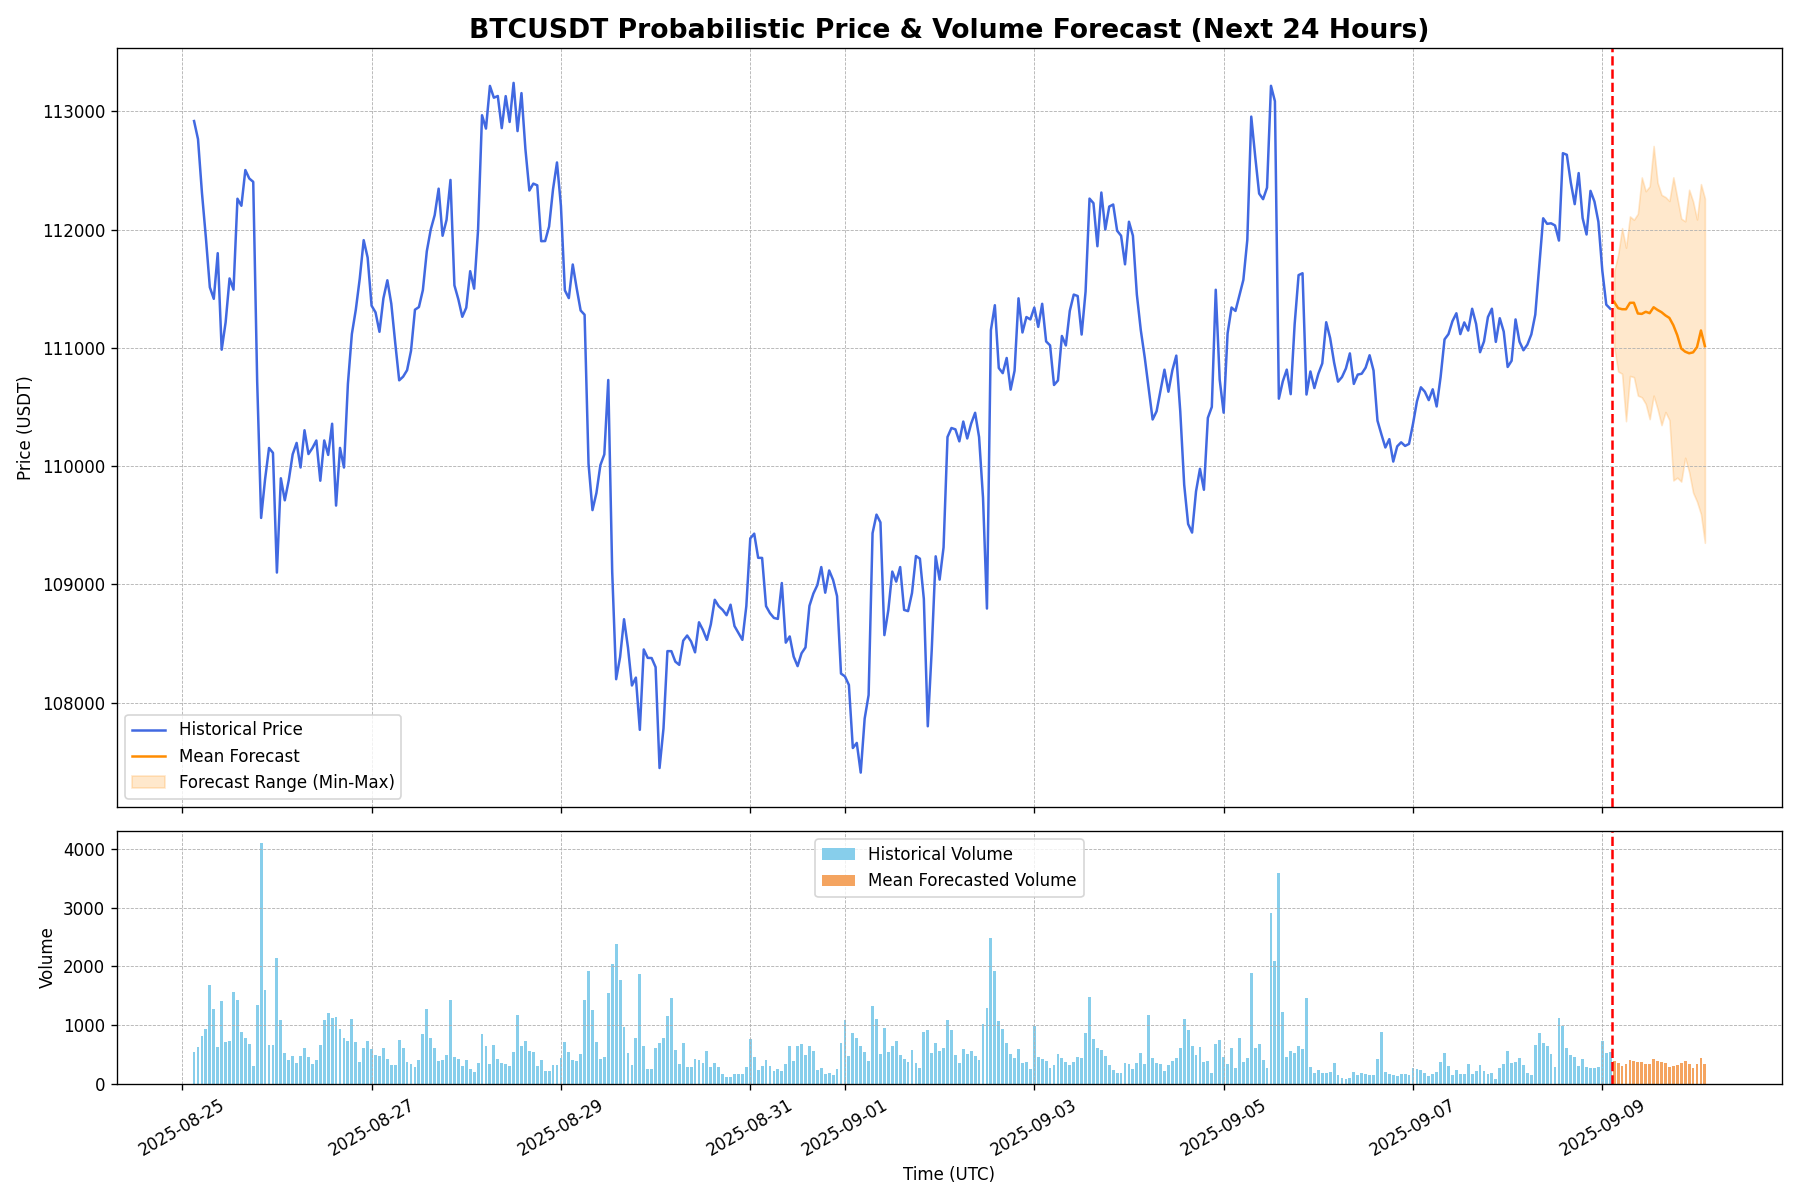 BTCUSDT Probabilistic Price & Volume Forecast (Next 24 Hours)
Price (USDT)
113000
112000
111000
110000
109000
108000
Historical Price
Mean Forecast
Forecast Range (Min-Max)
Volume
4000
3000
2000
1000
0
Historical Volume
Mean Forecasted Volume
2025-08-25
2025-08-27
2025-08-29
2025-08-31
2025-09-01
2025-09-03
2025-09-05
2025-09-07
2025-09-09
Time (UTC)